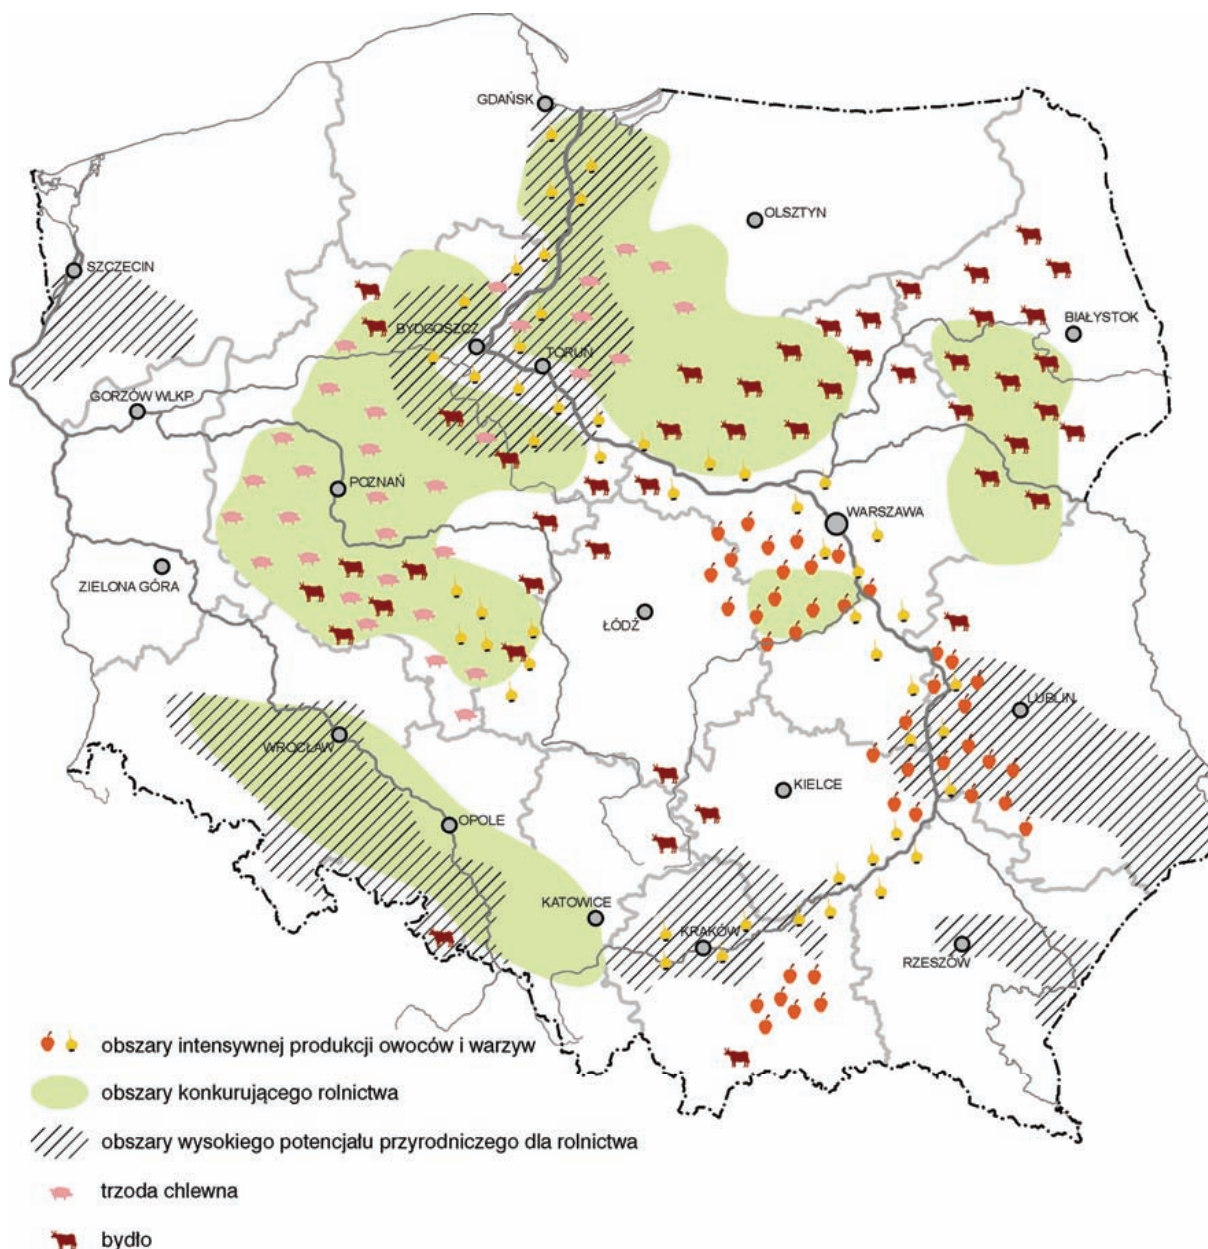 GDAŃSK
OLSZTYN
SZCZECIN
BYDGOSZCZ
BIAŁYSTOK
TORUŃ
GORZÓW WLKP.
POZNAŃ
WARSZAWA
ZIELONA GÓRA
ŁÓDŹ
LUBLIN
WROCŁAW
KIELCE
OPOLE
KATOWICE
KRAKÓW
RZESZÓW
obszary intensywnej produkcji owoców i warzyw
obszary konkurującego rolnictwa
obszary wysokiego potencjału przyrodniczego dla rolnictwa
trzoda chlewna
bydło